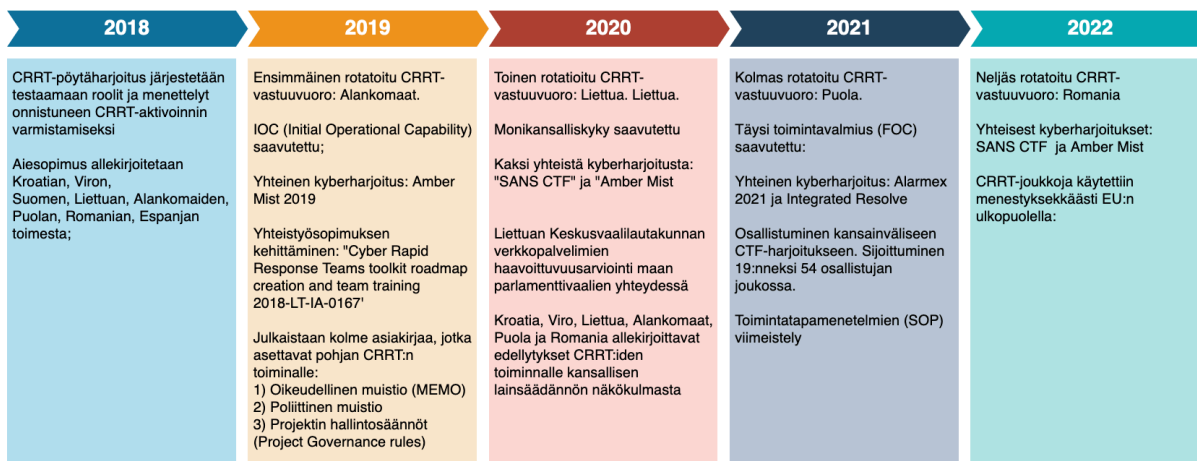 2018
CRRT-pöytäharjoitus järjestetään
testaamaan roolit ja menettelyt
onnistuneen CRRT-aktivoinnin
varmistamiseksi
Aiesopimus allekirjoitetaan
Kroatian, Viron,
Suomen, Liettuan, Alankomaiden,
Puolan, Romanian, Espanjan
toimesta;
2019
Ensimmäinen rotatoitu CRRT-
vastuuvuoro: Alankomaat.
IOC (Initial Operational Capability)
saavutettu;
Yhteinen kyberharjoitus: Amber
Mist 2019
Yhteistyösopimuksen
kehittäminen: "Cyber Rapid
Response Teams toolkit roadmap
creation and team training
2018-LT-IA-0167'
Julkaistaan kolme asiakirjaa, jotka
asettavat pohjan CRRT:n
toiminalle:
1) Oikeudellinen muistio (MEMO)
2) Poliittinen muistio
3) Projektin hallintosäännöt
(Project Governance rules)
2020
Toinen rotatioitu CRRT-
vastuuvuoro: Liettua. Liettua.
Monikansalliskyky saavutettu
Kaksi yhteistä kyberharjoitusta:
"SANS CTF" ja "Amber Mist
Liettuan Keskusvaalilautakunnan
verkkopalvelimien
haavoittuvuusarviointi maan
parlamenttivaalien yhteydessä
Kroatia, Viro, Liettua, Alankomaat,
Puola ja Romania allekirjoittavat
edellytykset CRRT:iden
toiminnalle kansallisen
lainsäädännön näkökulmasta
2021
Kolmas rotatoitu CRRT-
vastuuvuoro: Puola.
Täysi toimintavalmius (FOC)
saavutettu:
Yhteinen kyberharjoitus: Alarmex
2021 ja Integrated Resolve
Osallistuminen kansainväliseen
CTF-harjoitukseen. Sijoittuminen
19:nneksi 54 osallistujan
joukossa.
Toimintatapamenetelmien (SOP)
viimeistely
2022
Neljäs rotatoitu CRRT-
vastuuvuoro: Romania
Yhteisest kyberharjoitukset:
SANS CTF ja Amber Mist
CRRT-joukkoja käytettiin
menestyksekkäästi EU:n
ulkopuolella: